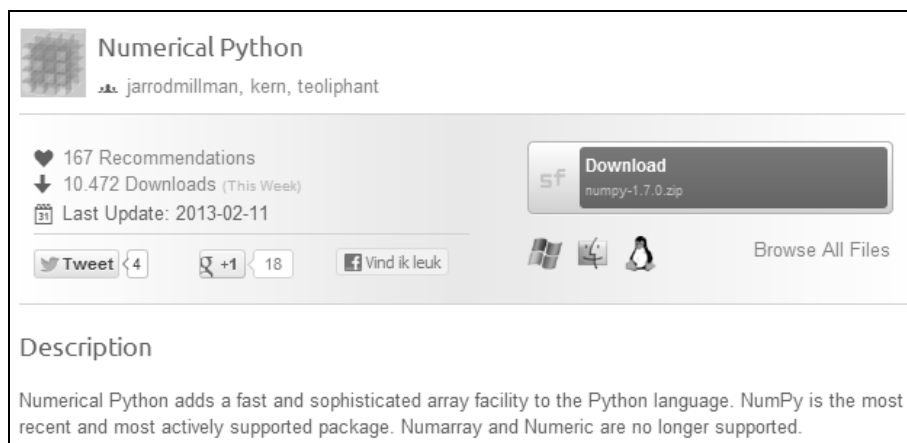 Numerical Python
jarrodmillman, kern, teoliphant
167 Recommendations
10.472 Downloads (This Week)
31 Last Update: 2013-02-11
Tweet 4
g +1 18
f Vind ik leuk
sf Download
numpy-1.7.0.zip
Browse All Files
Description
Numerical Python adds a fast and sophisticated array facility to the Python language. NumPy is the most
recent and most actively supported package. Numarray and Numeric are no longer supported.